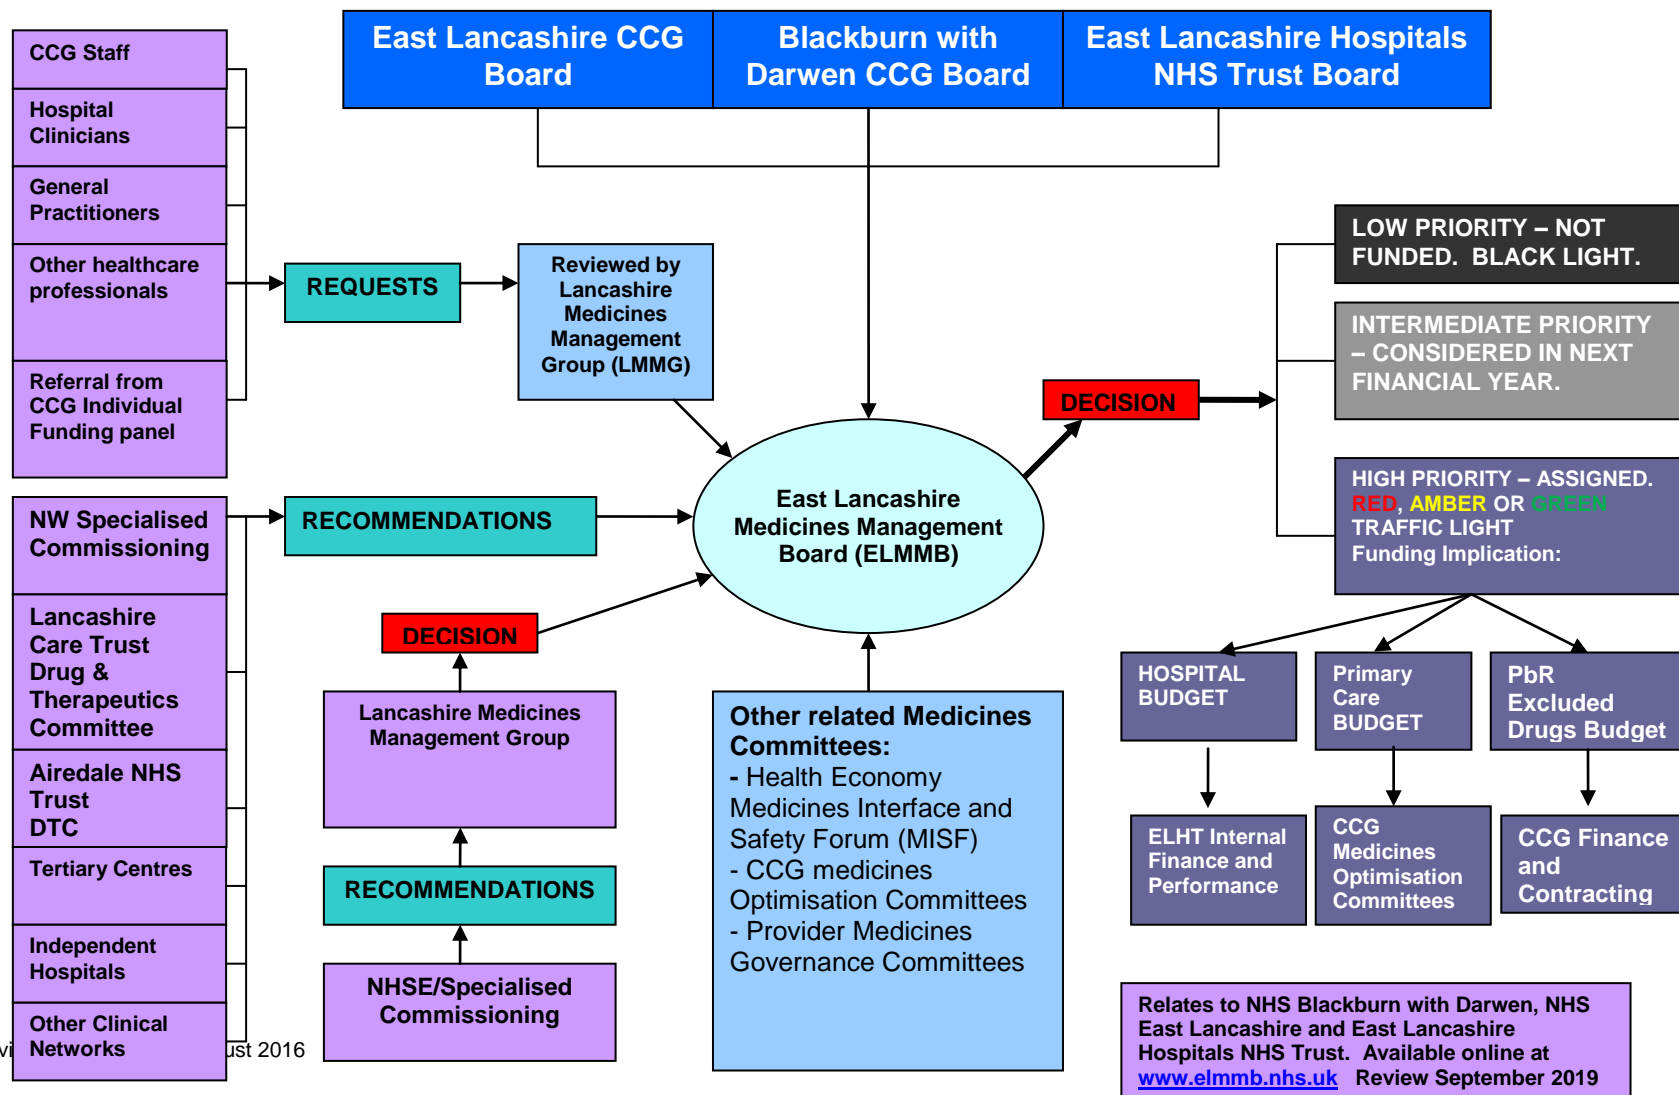 East Lancashire CCG
Board
Blackburn with
Darwen CCG Board
East Lancashire Hospitals
NHS Trust Board
CCG Staff
Hospital
Clinicians
General
Practitioners
Other healthcare
professionals
Referral from
CCG Individual
Funding panel
REQUESTS
Reviewed by
Lancashire
Medicines
Management
Group (LMMG)
LOW PRIORITY – NOT
FUNDED.  BLACK LIGHT.
INTERMEDIATE PRIORITY
– CONSIDERED IN NEXT
FINANCIAL YEAR.
DECISION
HIGH PRIORITY – ASSIGNED.
RED, AMBER OR GREEN
TRAFFIC LIGHT
Funding Implication:
NW Specialised
Commissioning
Lancashire
Care Trust
Drug &
Therapeutics
Committee
Airedale NHS
Trust
DTC
Tertiary Centres
Independent
Hospitals
Other Clinical
Networks
RECOMMENDATIONS
East Lancashire
Medicines Management
Board (ELMMB)
DECISION
Lancashire Medicines
Management Group
RECOMMENDATIONS
NHSE/Specialised
Commissioning
Other related Medicines
Committees:
- Health Economy
Medicines Interface and
Safety Forum (MISF)
- CCG medicines
Optimisation Committees
- Provider Medicines
Governance Committees
HOSPITAL
BUDGET
Primary
Care
BUDGET
PbR
Excluded
Drugs Budget
ELHT Internal
Finance and
Performance
CCG
Medicines
Optimisation
Committees
CCG Finance
and
Contracting
Relates to NHS Blackburn with Darwen, NHS
East Lancashire and East Lancashire
Hospitals NHS Trust.  Available online at
www.elmmb.nhs.uk   Review September 2019
2016